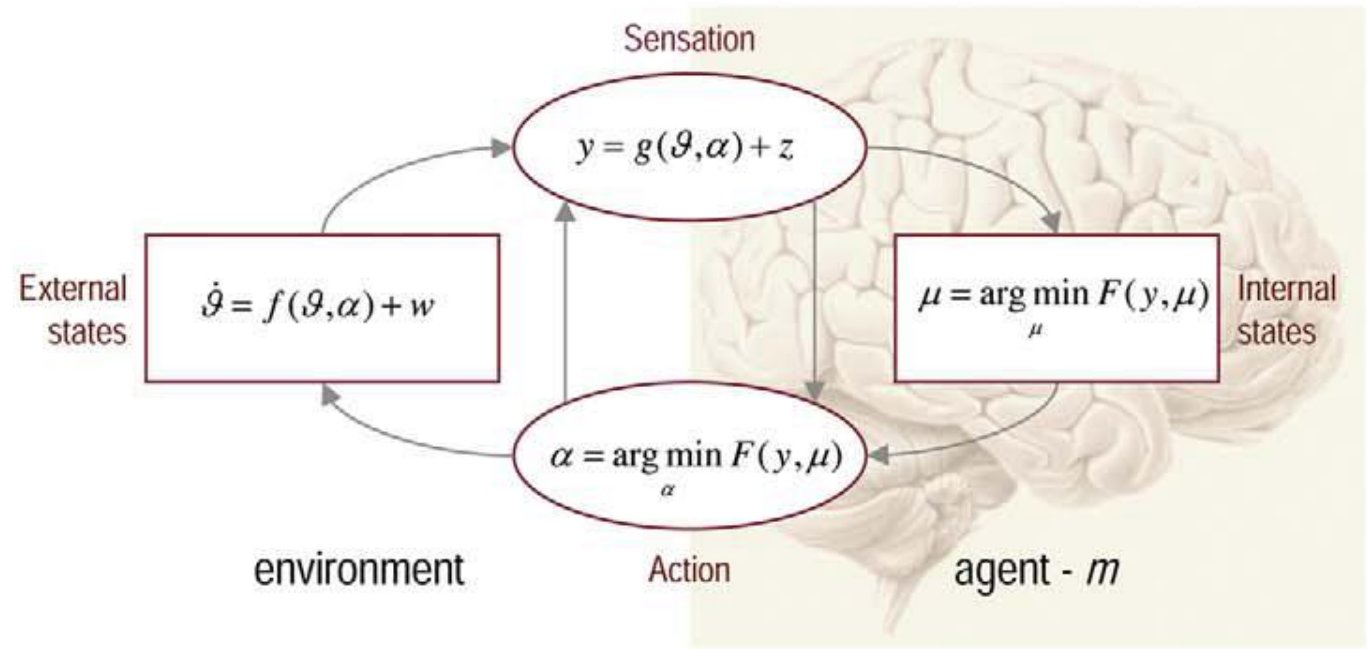 Sensation
y = g(ϑ,α) + z
External
states
ϑ̇ = f(ϑ,α) + w
μ = arg min F(y,μ)
μ
Internal
states
α = arg min F(y,μ)
α
environment
Action
agent - m